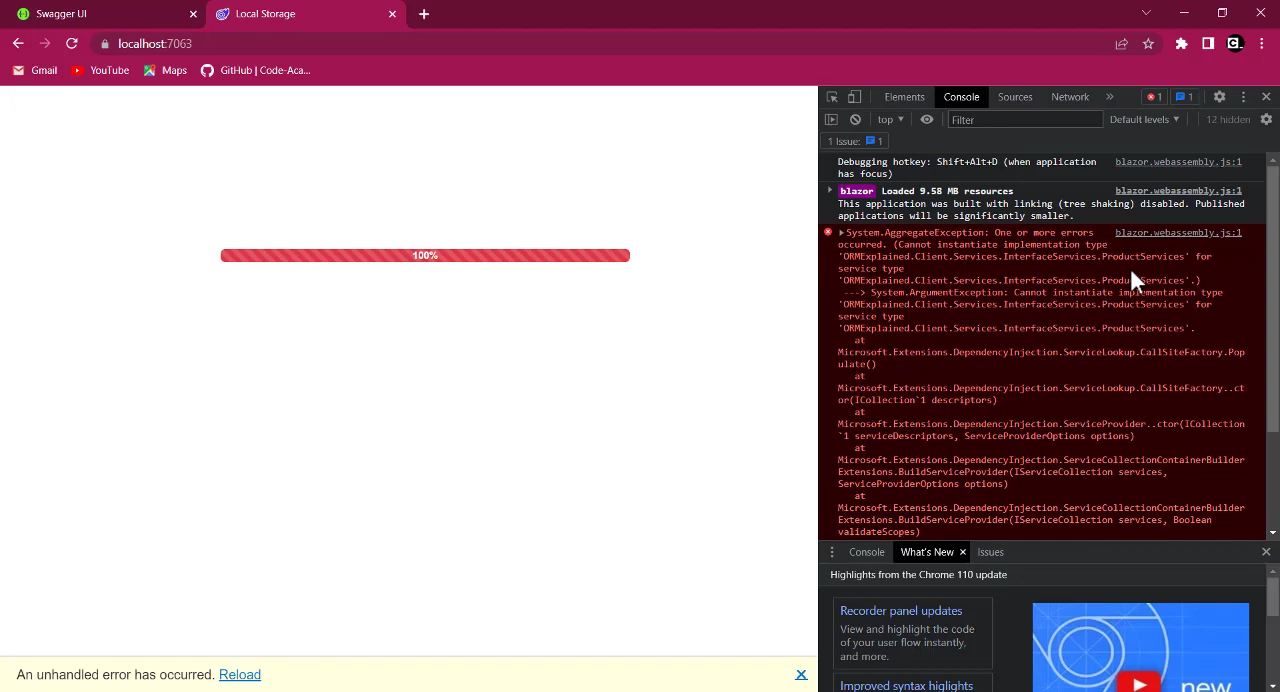 Swagger UI
Local Storage
localhost:7063
Gmail
YouTube
Maps
GitHub | Code-Aca...
100%
An unhandled error has occurred. Reload
Elements
Console
Sources
Network
1
1
top
Filter
Default levels
12 hidden
1 Issue: 1
Debugging hotkey: Shift+Alt+D (when application
has focus)
blazor.webassembly.js:1
blazor Loaded 9.58 MB resources
blazor.webassembly.js:1
This application was built with linking (tree shaking) disabled. Published
applications will be significantly smaller.
System.AggregateException: One or more errors
blazor.webassembly.js:1
occurred. (Cannot instantiate implementation type
'ORMExplained.Client.Services.InterfaceServices.ProductServices' for
service type
'ORMExplained.Client.Services.InterfaceServices.ProductServices'.)
---> System.ArgumentException: Cannot instantiate implementation type
'ORMExplained.Client.Services.InterfaceServices.ProductServices' for
service type
'ORMExplained.Client.Services.InterfaceServices.ProductServices'.
at
Microsoft.Extensions.DependencyInjection.ServiceLookup.CallSiteFactory.Pop
ulate()
at
Microsoft.Extensions.DependencyInjection.ServiceLookup.CallSiteFactory..ct
or(ICollection`1 descriptors)
at
Microsoft.Extensions.DependencyInjection.ServiceProvider..ctor(ICollection
`1 serviceDescriptors, ServiceProviderOptions options)
at
Microsoft.Extensions.DependencyInjection.ServiceCollectionContainerBuilder
Extensions.BuildServiceProvider(IServiceCollection services,
ServiceProviderOptions options)
at
Microsoft.Extensions.DependencyInjection.ServiceCollectionContainerBuilder
Extensions.BuildServiceProvider(IServiceCollection services, Boolean
validateScopes)
Console
What's New
Issues
Highlights from the Chrome 110 update
Recorder panel updates
View and highlight the code
of your user flow instantly,
and more.
Improved syntax higlights
new